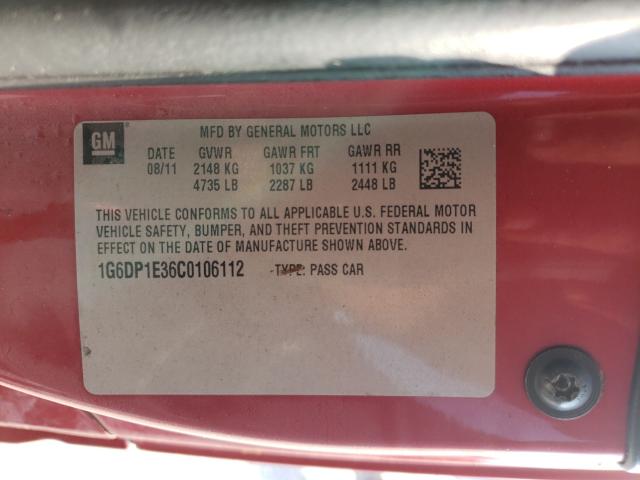 GM
MFD BY GENERAL MOTORS LLC
DATE GVWR GAWR FRT GAWR RR
08/11 2148 KG 1037 KG 1111 KG
4735 LB 2287 LB 2448 LB
THIS VEHICLE CONFORMS TO ALL APPLICABLE U.S. FEDERAL MOTOR
VEHICLE SAFETY, BUMPER, AND THEFT PREVENTION STANDARDS IN
EFFECT ON THE DATE OF MANUFACTURE SHOWN ABOVE.
1G6DP1E36C0106112 TYPE: PASS CAR